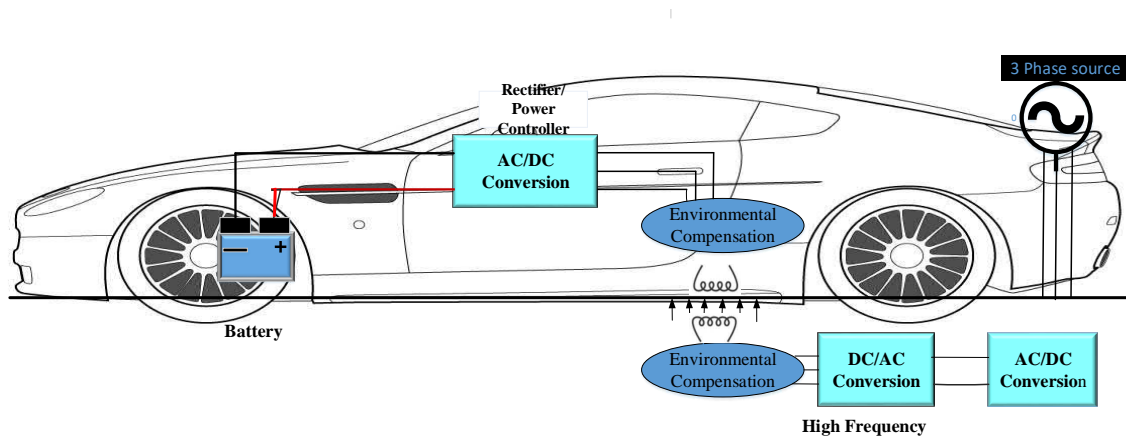 3 Phase source
0
Rectifier/
Power
Controller
AC/DC
Conversion
Environmental
Compensation
— +
Battery
Environmental
Compensation
DC/AC
Conversion
AC/DC
Conversion
High Frequency